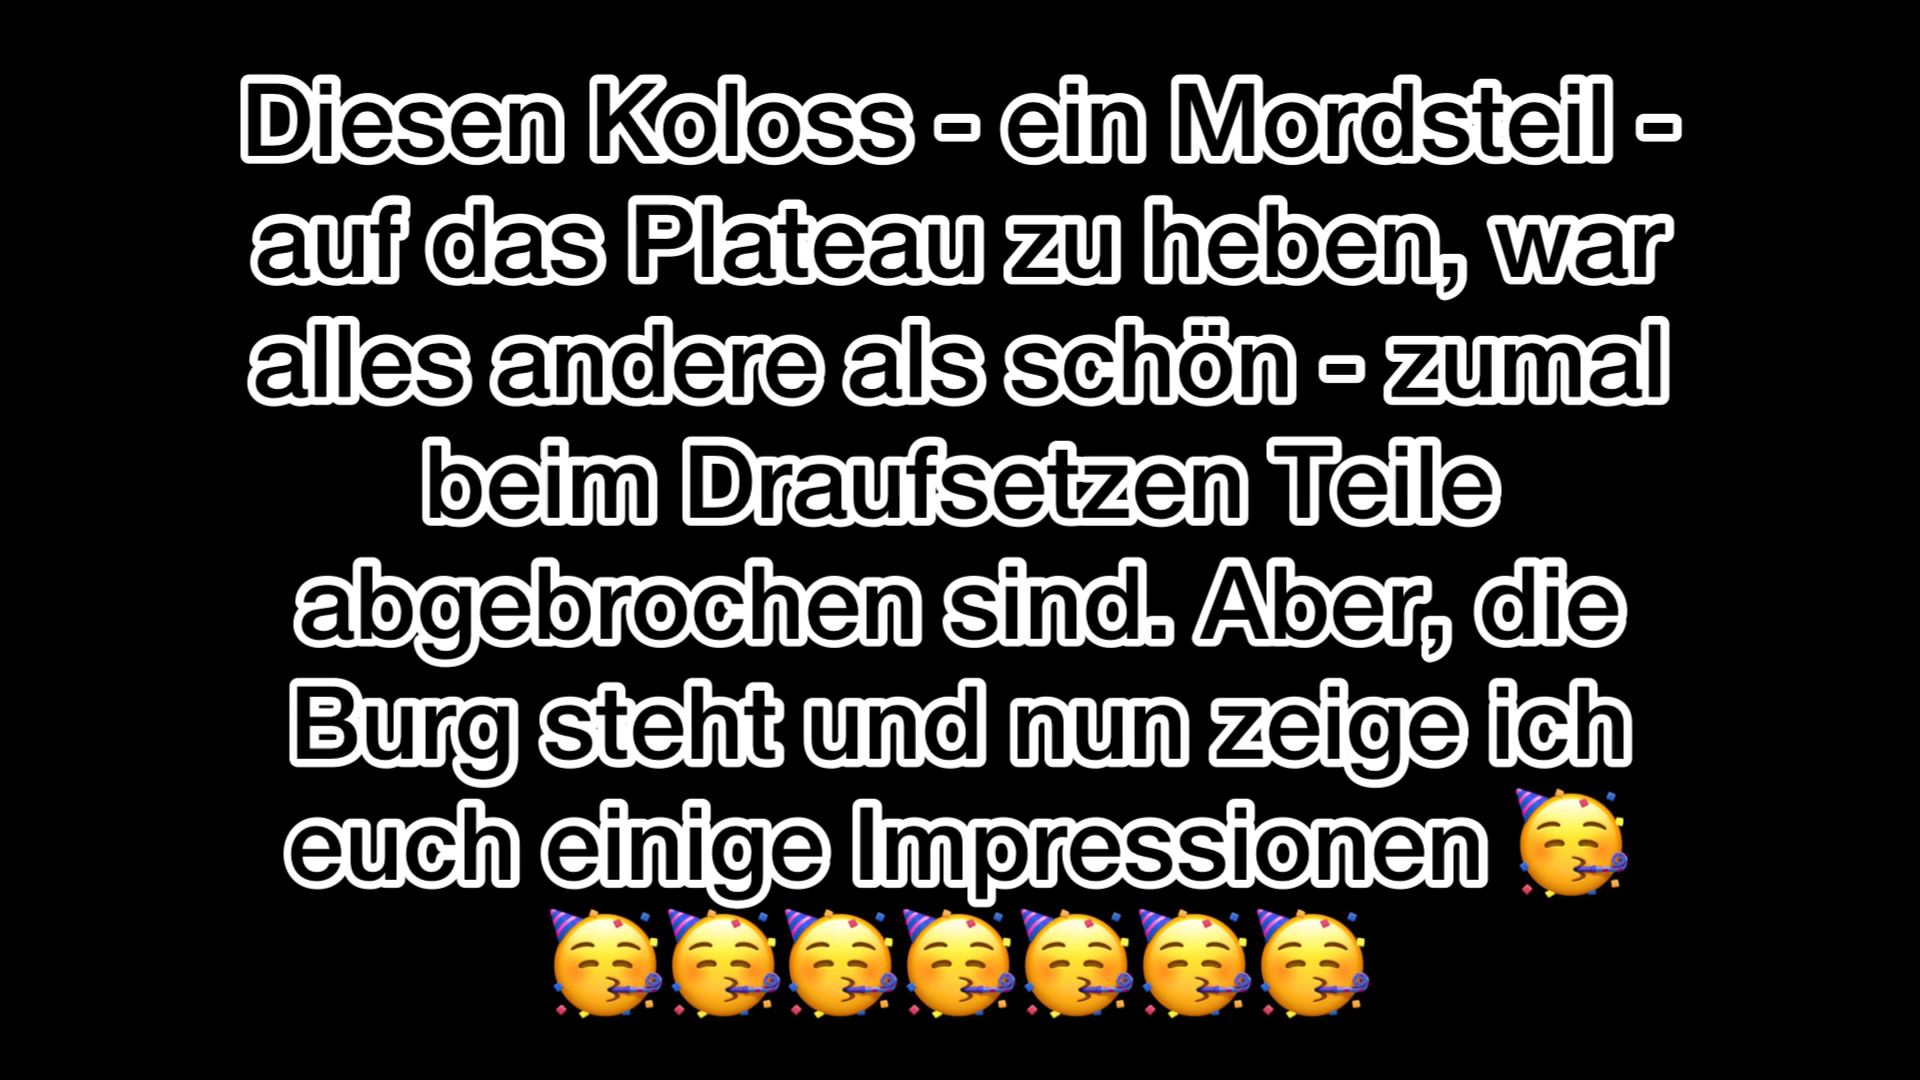 Diesen Koloss - ein Mordsteil -
auf das Plateau zu heben, war
alles andere als schön - zumal
beim Draufsetzen Teile
abgebrochen sind. Aber, die
Burg steht und nun zeige ich
euch einige Impressionen 🥳
🥳🥳🥳🥳🥳🥳🥳